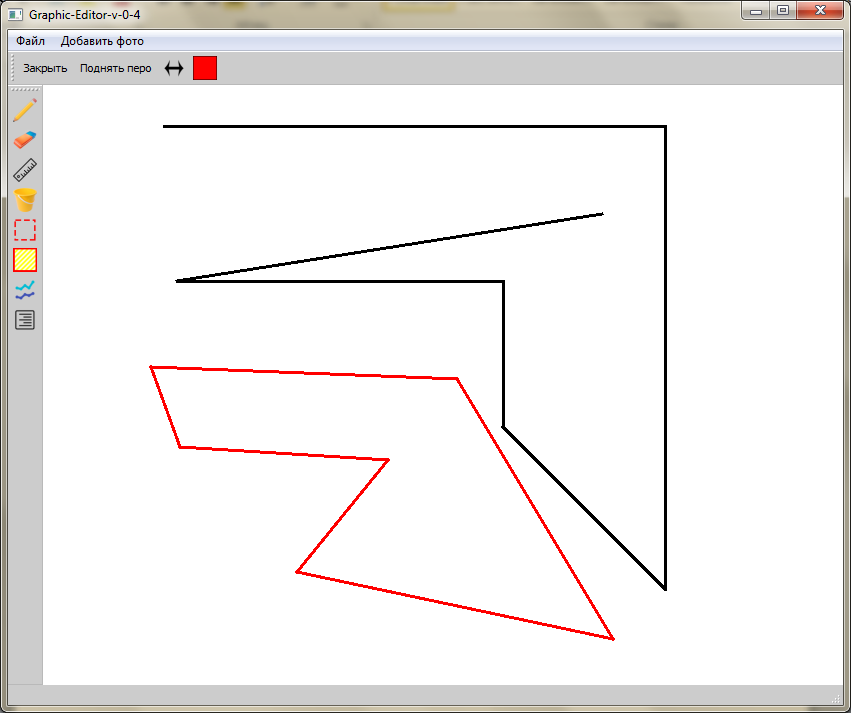 Graphic-Editor-v-0-4
Файл Добавить фото
Закрыть Поднять перо